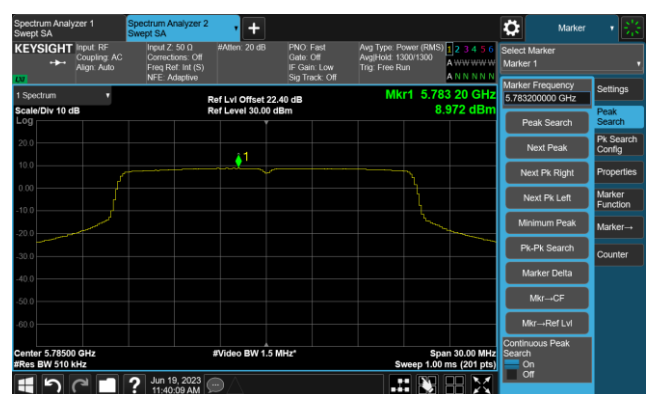 Spectrum Analyzer 1
Swept SA
Spectrum Analyzer 2
Swept SA
+
Marker
KEYSIGHT
Input: RF
Coupling: AC
Align: Auto
Input Z: 50 Ω
Corrections: Off
Freq Ref: Int (S)
NFE: Adaptive
#Atten: 20 dB
PNO: Fast
Gate: Off
IF Gain: Low
Sig Track: Off
Avg Type: Power (RMS)
Avg|Hold: 1300/1300
Trig: Free Run
1 2 3 4 5 6
A W W W W W
A N N N N N
Select Marker
Marker 1
1 Spectrum
Scale/Div 10 dB
Log
Ref Lvl Offset 22.40 dB
Ref Level 30.00 dBm
Mkr1 5.783 20 GHz
8.972 dBm
1
20.0
10.0
0.00
-10.0
-20.0
-30.0
-40.0
-50.0
-60.0
Center 5.78500 GHz
#Res BW 510 kHz
#Video BW 1.5 MHz*
Span 30.00 MHz
Sweep 1.00 ms (201 pts)
Marker Frequency
5.783200000 GHz
Peak Search
Next Peak
Next Pk Right
Next Pk Left
Minimum Peak
Pk-Pk Search
Marker Delta
Mkr→CF
Mkr→Ref Lvl
Continuous Peak
Search
On
Off
Settings
Peak
Search
Pk Search
Config
Properties
Marker
Function
Marker→
Counter
?
Jun 19, 2023
11:40:09 AM